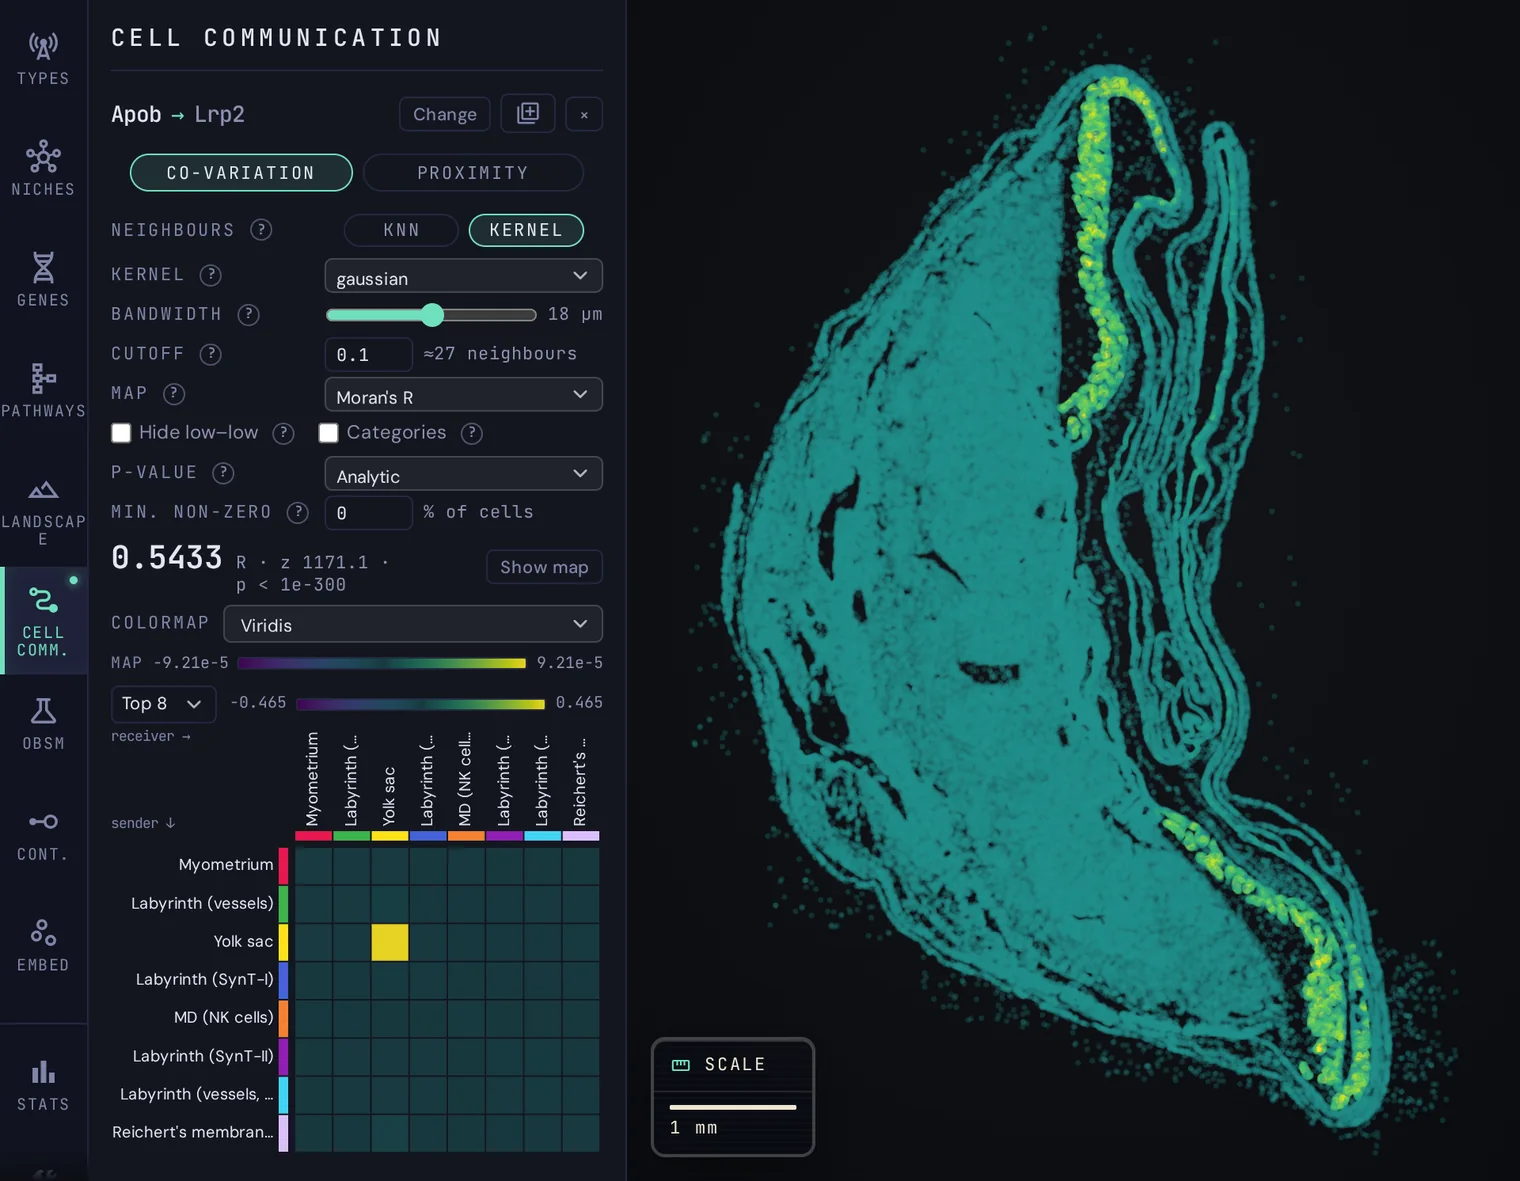 TYPES
NICHES
GENES
PATHWAYS
LANDSCAP
E
CELL
COMM.
OBSM
CONT.
EMBED
STATS
CELL COMMUNICATION
Apob → Lrp2
Change
×
CO-VARIATION
PROXIMITY
NEIGHBOURS ?
KNN
KERNEL
KERNEL ?
gaussian
BANDWIDTH ?
18 µm
CUTOFF ?
0.1
≈27 neighbours
MAP ?
Moran's R
Hide low–low ?
Categories ?
P-VALUE ?
Analytic
MIN. NON-ZERO ?
0
% of cells
0.5433
R · z 1171.1 ·
p < 1e-300
Show map
COLORMAP
Viridis
MAP -9.21e-5
9.21e-5
Top 8
-0.465
0.465
receiver →
Myometrium
Labyrinth (…
Yolk sac
Labyrinth (…
MD (NK cell…
Labyrinth (…
Labyrinth (…
Reichert's …
sender ↓
Myometrium
Labyrinth (vessels)
Yolk sac
Labyrinth (SynT-I)
MD (NK cells)
Labyrinth (SynT-II)
Labyrinth (vessels, …
Reichert's membran…
SCALE
1 mm